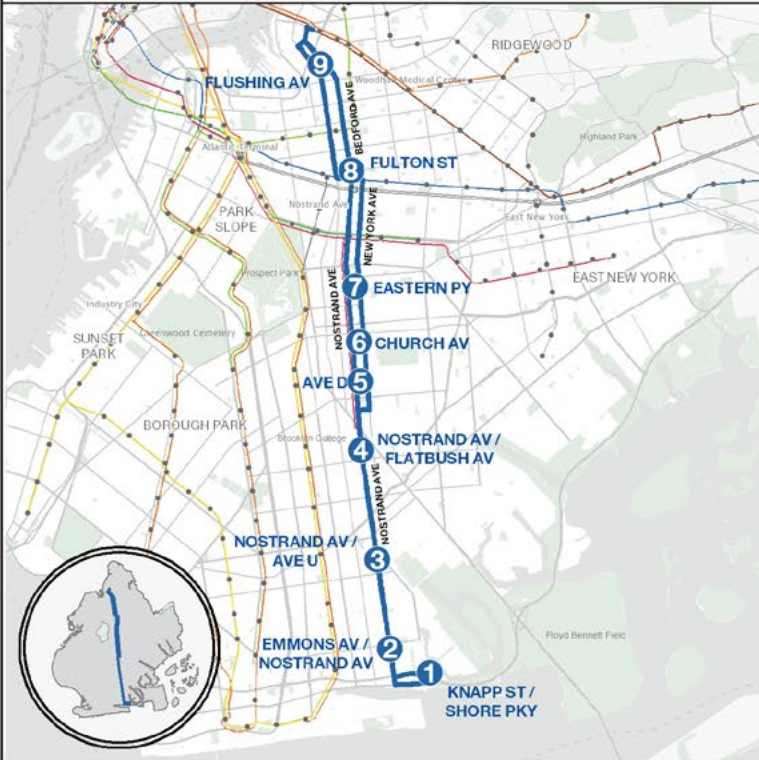 RIDGEWOOD
9
FLUSHING AV
Woodhull Medical Center
BEDFORD AVE
Highland Park
Atlantic Terminal
8
FULTON ST
Nostrand Ave
East New York
PARK
SLOPE
NEW YORK AVE
Prospect Park
NOSTRAND AVE
7
EASTERN PY
EAST NEW YORK
Industry City
SUNSET
PARK
Greenwood Cemetery
6
CHURCH AV
AVE D
5
BOROUGH PARK
Brooklyn College
4
NOSTRAND AV /
FLATBUSH AV
NOSTRAND AVE
NOSTRAND AV /
AVE U
3
Floyd Bennett Field
EMMONS AV /
NOSTRAND AV
2
1
KNAPP ST /
SHORE PKY